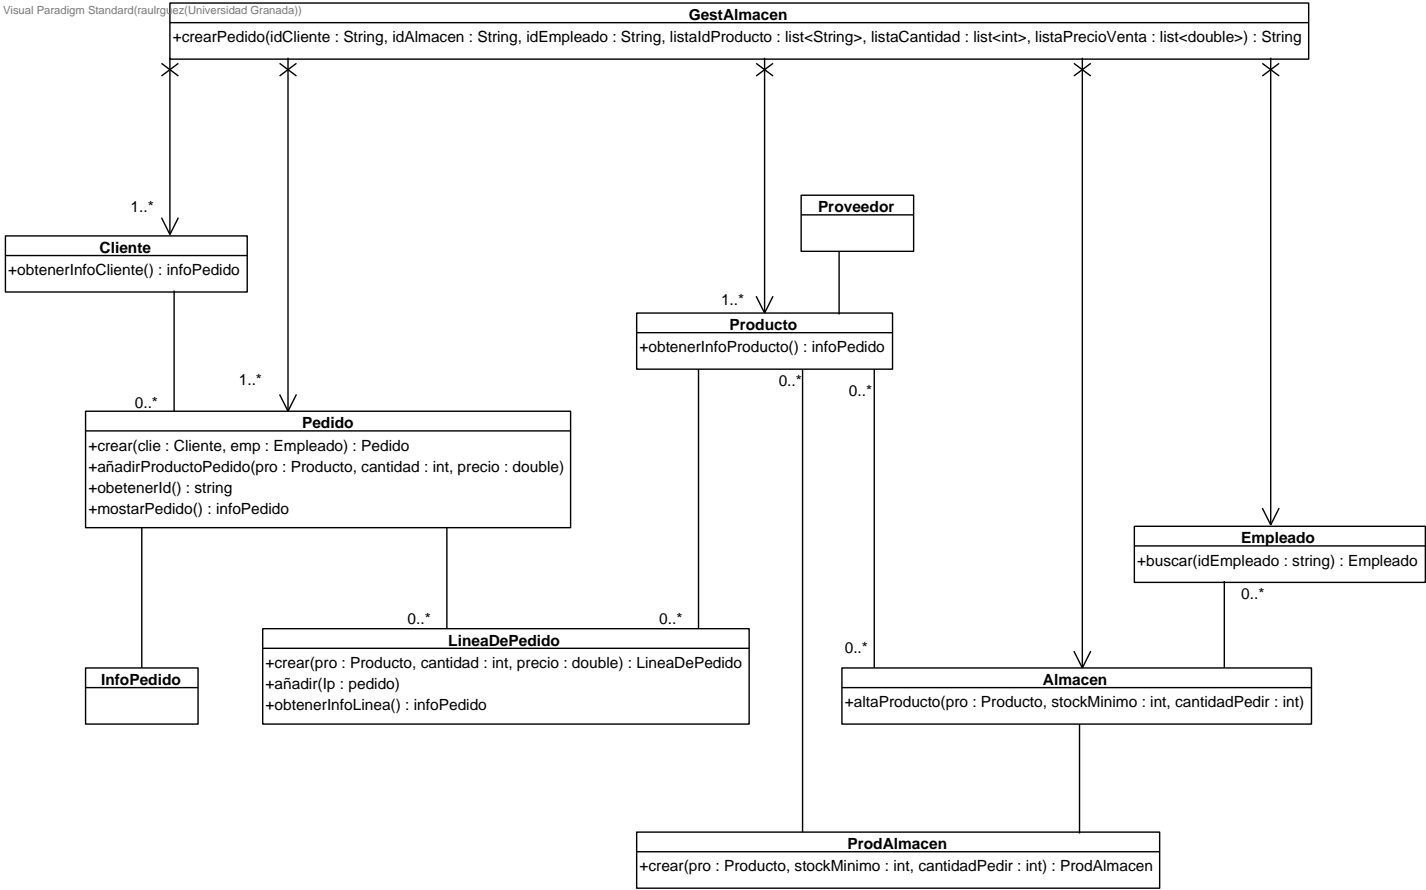 Visual Paradigm Standard(raulrguez(Universidad Granada))
GestAlmacen
+crearPedido(idCliente : String, idAlmacen : String, idEmpleado : String, listaIdProducto : list<String>, listaCantidad : list<int>, listaPrecioVenta : list<double>) : String
1..*
Cliente
+obtenerInfoCliente() : infoPedido
0..*
Proveedor
1..*
Producto
+obtenerInfoProducto() : infoPedido
0..*
0..*
1..*
Pedido
+crear(clie : Cliente, emp : Empleado) : Pedido
+añadirProductoPedido(pro : Producto, cantidad : int, precio : double)
+obetenerId() : string
+mostarPedido() : infoPedido
Empleado
+buscar(idEmpleado : string) : Empleado
0..*
0..*
0..*
LineaDePedido
+crear(pro : Producto, cantidad : int, precio : double) : LineaDePedido
+añadir(lp : pedido)
+obtenerInfoLinea() : infoPedido
InfoPedido
0..*
Almacen
+altaProducto(pro : Producto, stockMinimo : int, cantidadPedir : int)
ProdAlmacen
+crear(pro : Producto, stockMinimo : int, cantidadPedir : int) : ProdAlmacen